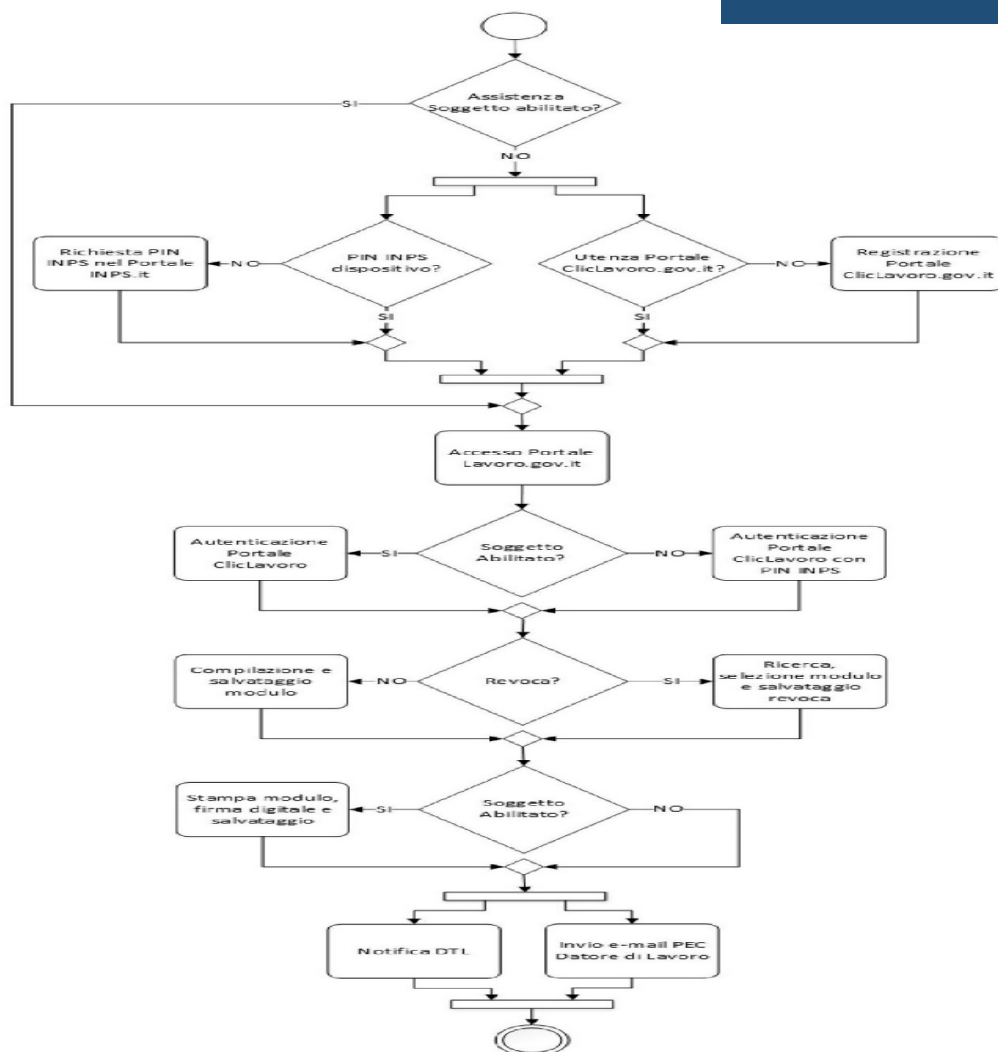 Assistenza
Soggetto abilitato?
SI
NO
Richiesta PIN
INPS nel Portale
INPS.it
NO
PIN INPS
dispositivo?
Utenza Portale
ClicLavoro.gov.it?
NO
Registrazione
Portale
ClicLavoro.gov.it
SI
SI
Accesso Portale
Lavoro.gov.it
Autenticazione
Portale
ClicLavoro
SI
Soggetto
Abilitato?
NO
Autenticazione
Portale
ClicLavoro con
PIN INPS
Compilazione e
salvataggio
modulo
NO
Revoca?
SI
Ricerca,
selezione modulo
e salvataggio
revoca
Stampa modulo,
firma digitale e
salvataggio
SI
Soggetto
Abilitato?
NO
Notifica DTL
Invio e-mail PEC
Datore di Lavoro